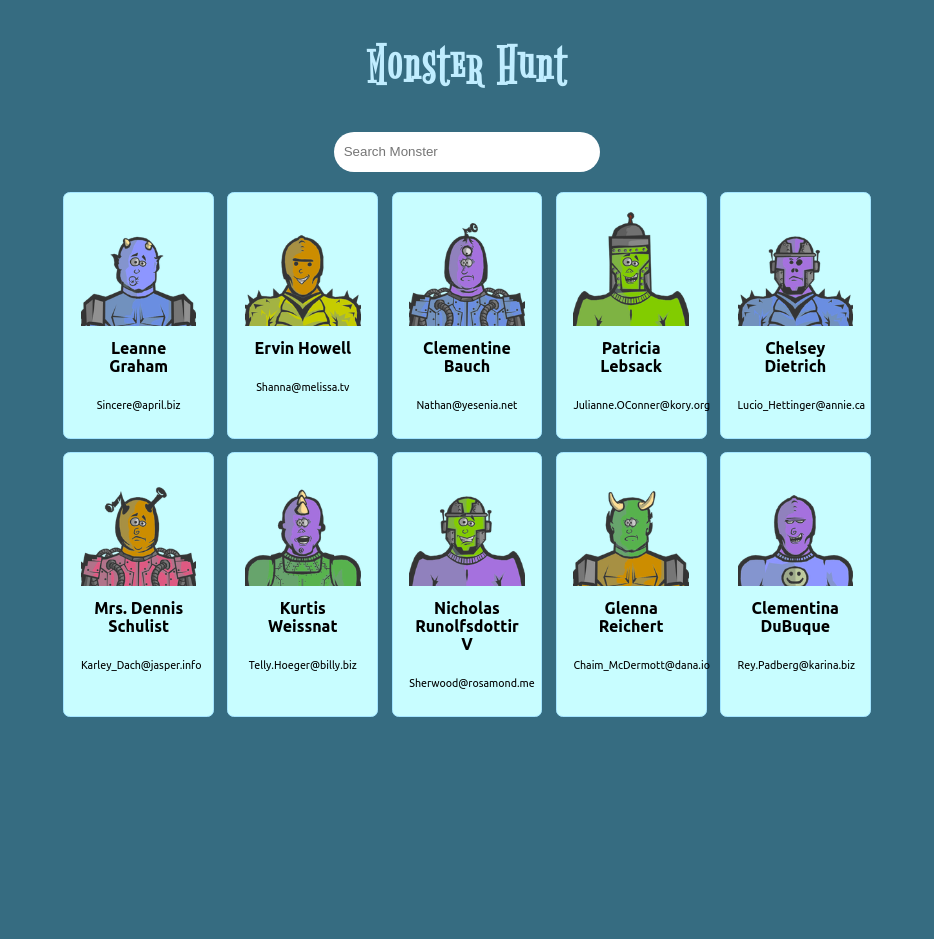 Monster Hunt
Search Monster
Leanne
Graham
Sincere@april.biz
Ervin Howell
Shanna@melissa.tv
Clementine
Bauch
Nathan@yesenia.net
Patricia
Lebsack
Julianne.OConner@kory.org
Chelsey
Dietrich
Lucio_Hettinger@annie.ca
Mrs. Dennis
Schulist
Karley_Dach@jasper.info
Kurtis
Weissnat
Telly.Hoeger@billy.biz
Nicholas
Runolfsdottir
V
Sherwood@rosamond.me
Glenna
Reichert
Chaim_McDermott@dana.io
Clementina
DuBuque
Rey.Padberg@karina.biz